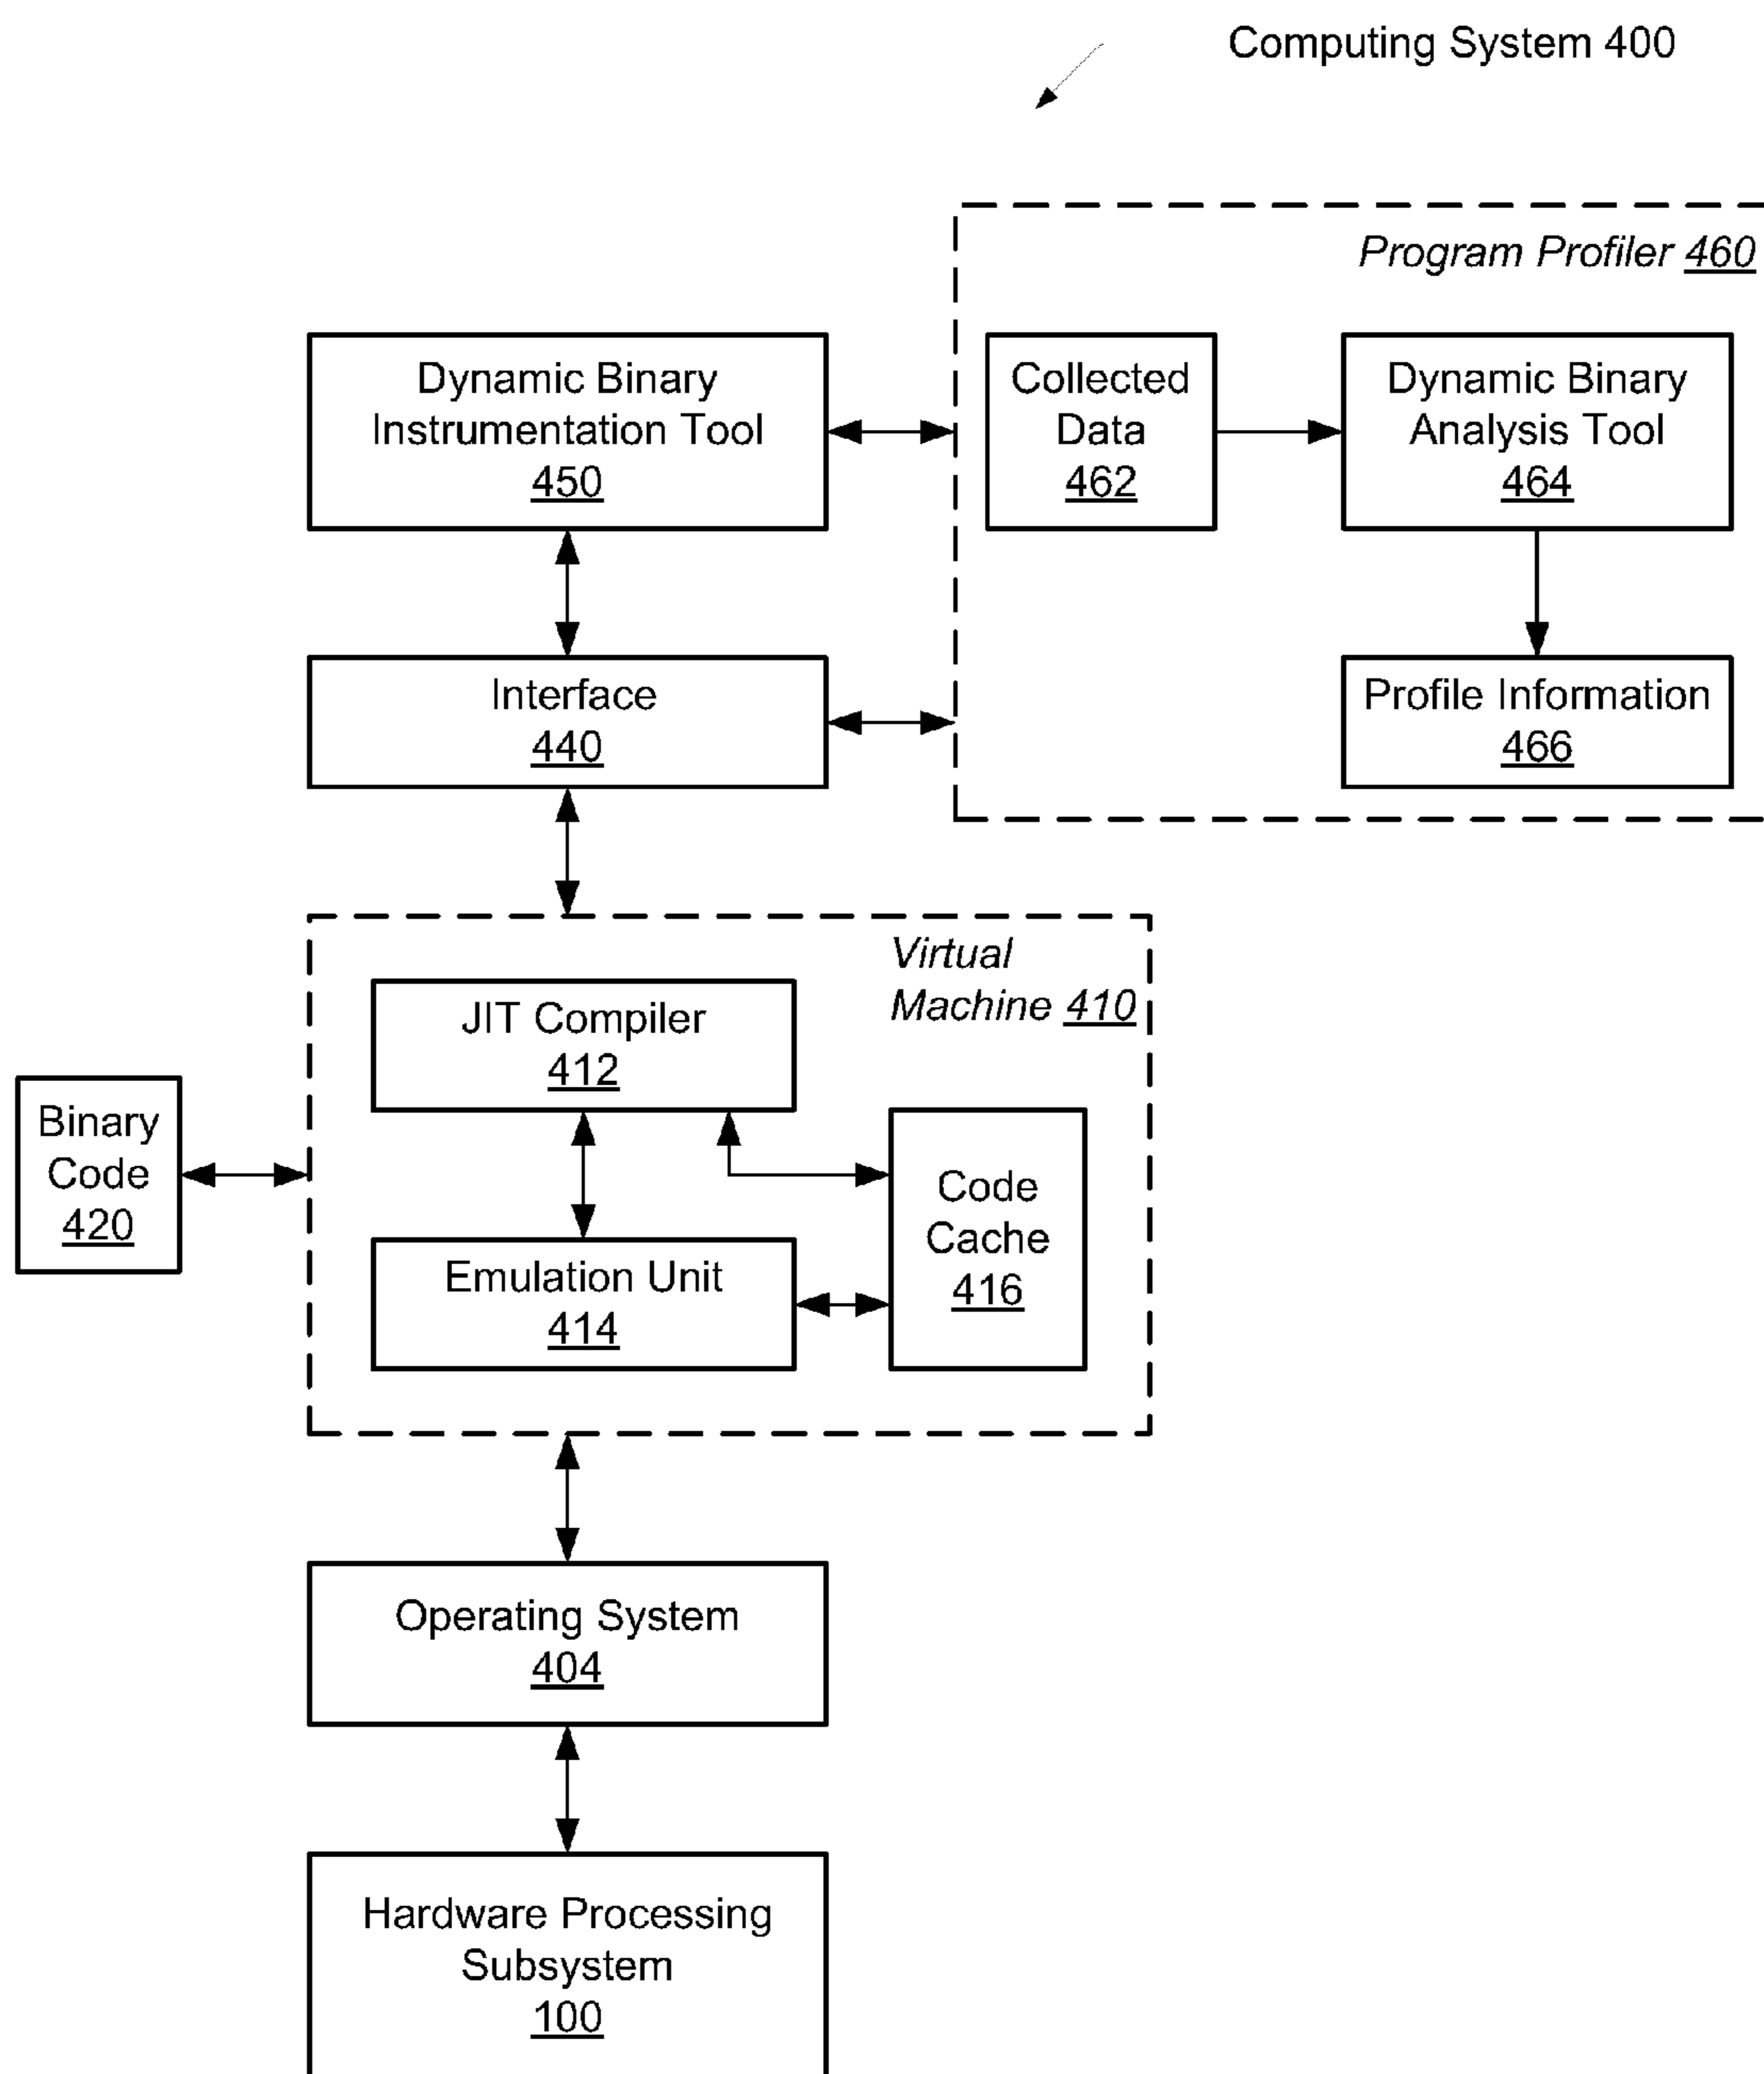 Computing System 400
Program Profiler 460
Dynamic Binary
Instrumentation Tool
450
Collected
Data
462
Dynamic Binary
Analysis Tool
464
Interface
440
Profile Information
466
Virtual
Machine 410
JIT Compiler
412
Binary
Code
420
Code
Cache
416
Emulation Unit
414
Operating System
404
Hardware Processing
Subsystem
100